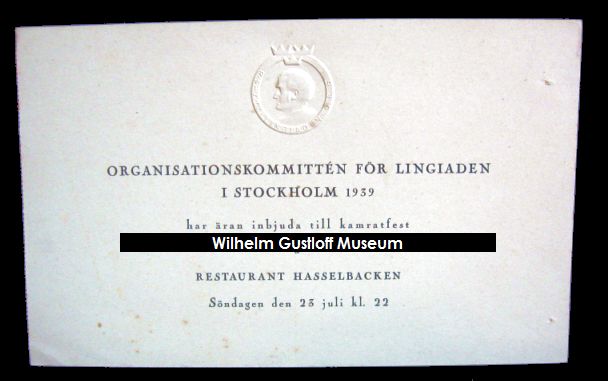 ORGANISATIONSKOMMITTÉN FÖR LINGIADEN
I STOCKHOLM 1939
har äran inbjuda till kamratfest
Wilhelm Gustloff Museum
RESTAURANT HASSELBACKEN
Söndagen den 23 juli kl. 22